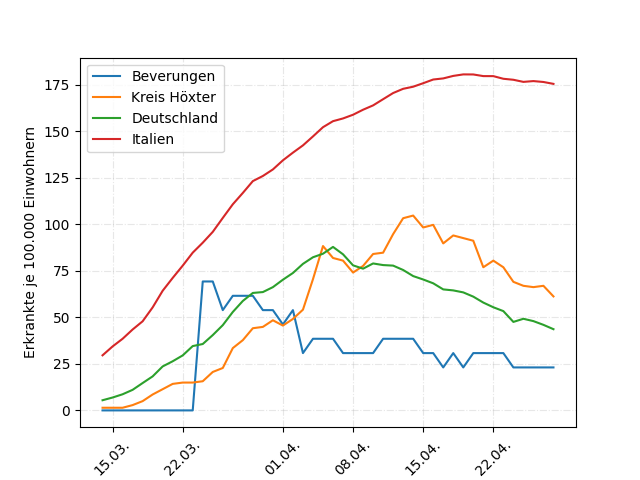 Erkrankte je 100.000 Einwohnern
175
150
125
100
75
50
25
0
Beverungen
Kreis Höxter
Deutschland
Italien
15.03.
22.03.
01.04.
08.04.
15.04.
22.04.